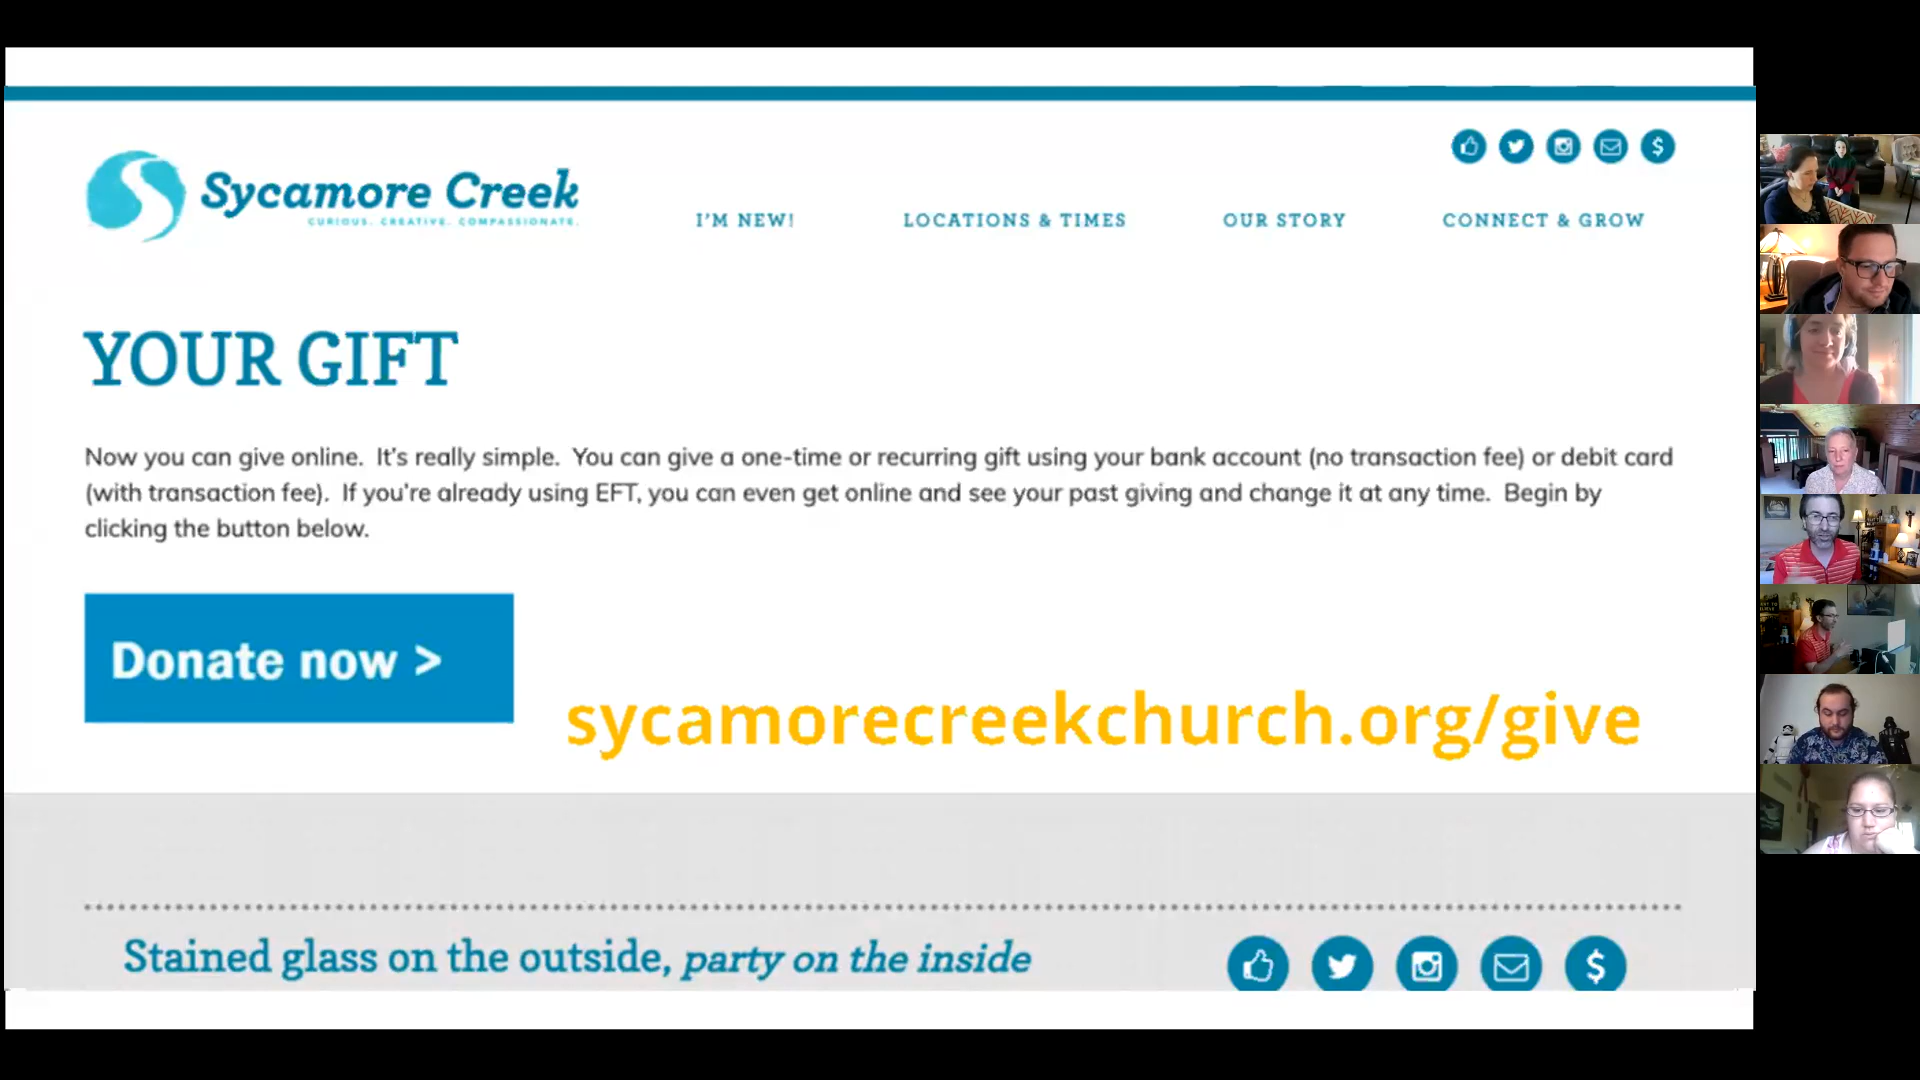 Sycamore Creek
CURIOUS. CREATIVE. COMPASSIONATE.
I'M NEW!
LOCATIONS & TIMES
OUR STORY
CONNECT & GROW
YOUR GIFT
Now you can give online. It's really simple. You can give a one-time or recurring gift using your bank account (no transaction fee) or debit card
(with transaction fee). If you're already using EFT, you can even get online and see your past giving and change it at any time. Begin by
clicking the button below.
Donate now >
sycamorecreekchurch.org/give
Stained glass on the outside, party on the inside